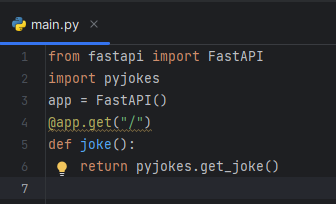 main.py
1 from fastapi import FastAPI
2 import pyjokes
3 app = FastAPI()
4 @app.get("/")
5 def joke():
6     return pyjokes.get_joke()
7